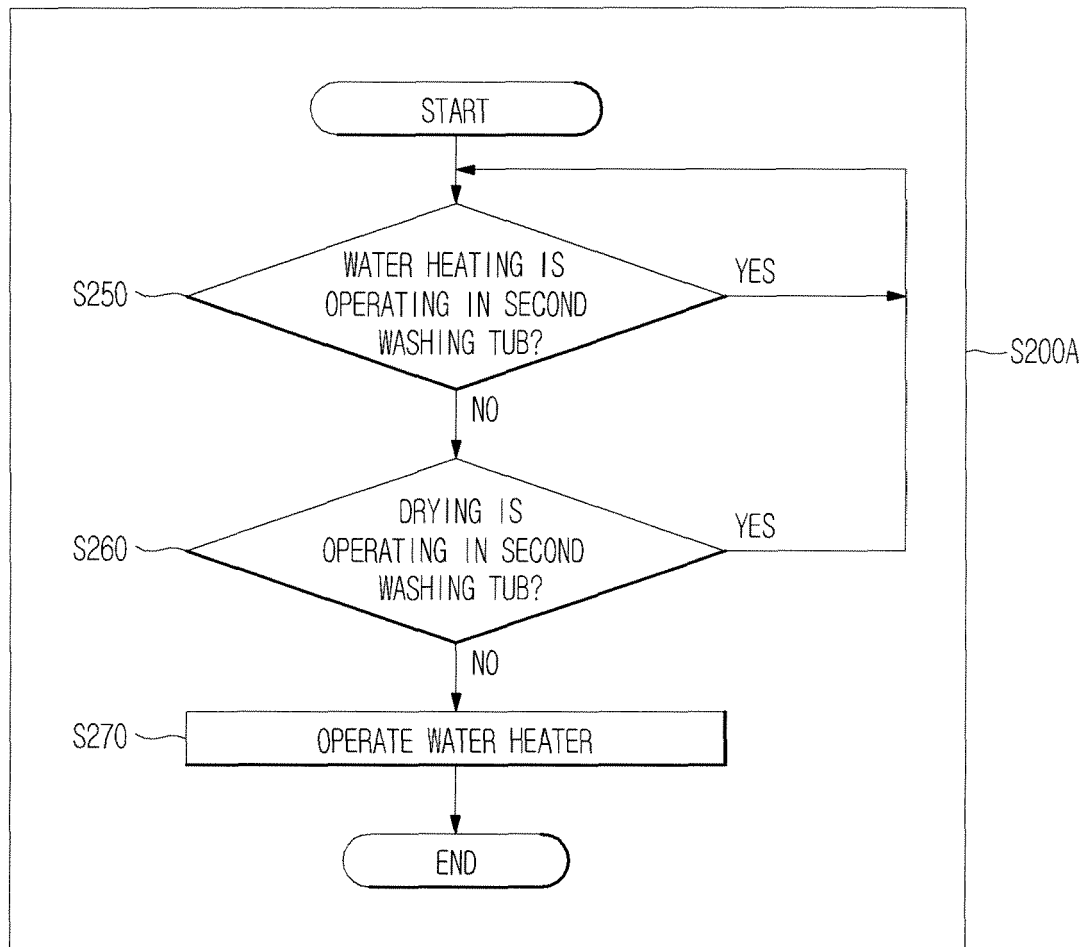 START
WATER HEATING IS
OPERATING IN SECOND
WASHING TUB?
YES
S250
S200A
NO
DRYING IS
OPERATING IN SECOND
WASHING TUB?
YES
S260
NO
S270
OPERATE WATER HEATER
END